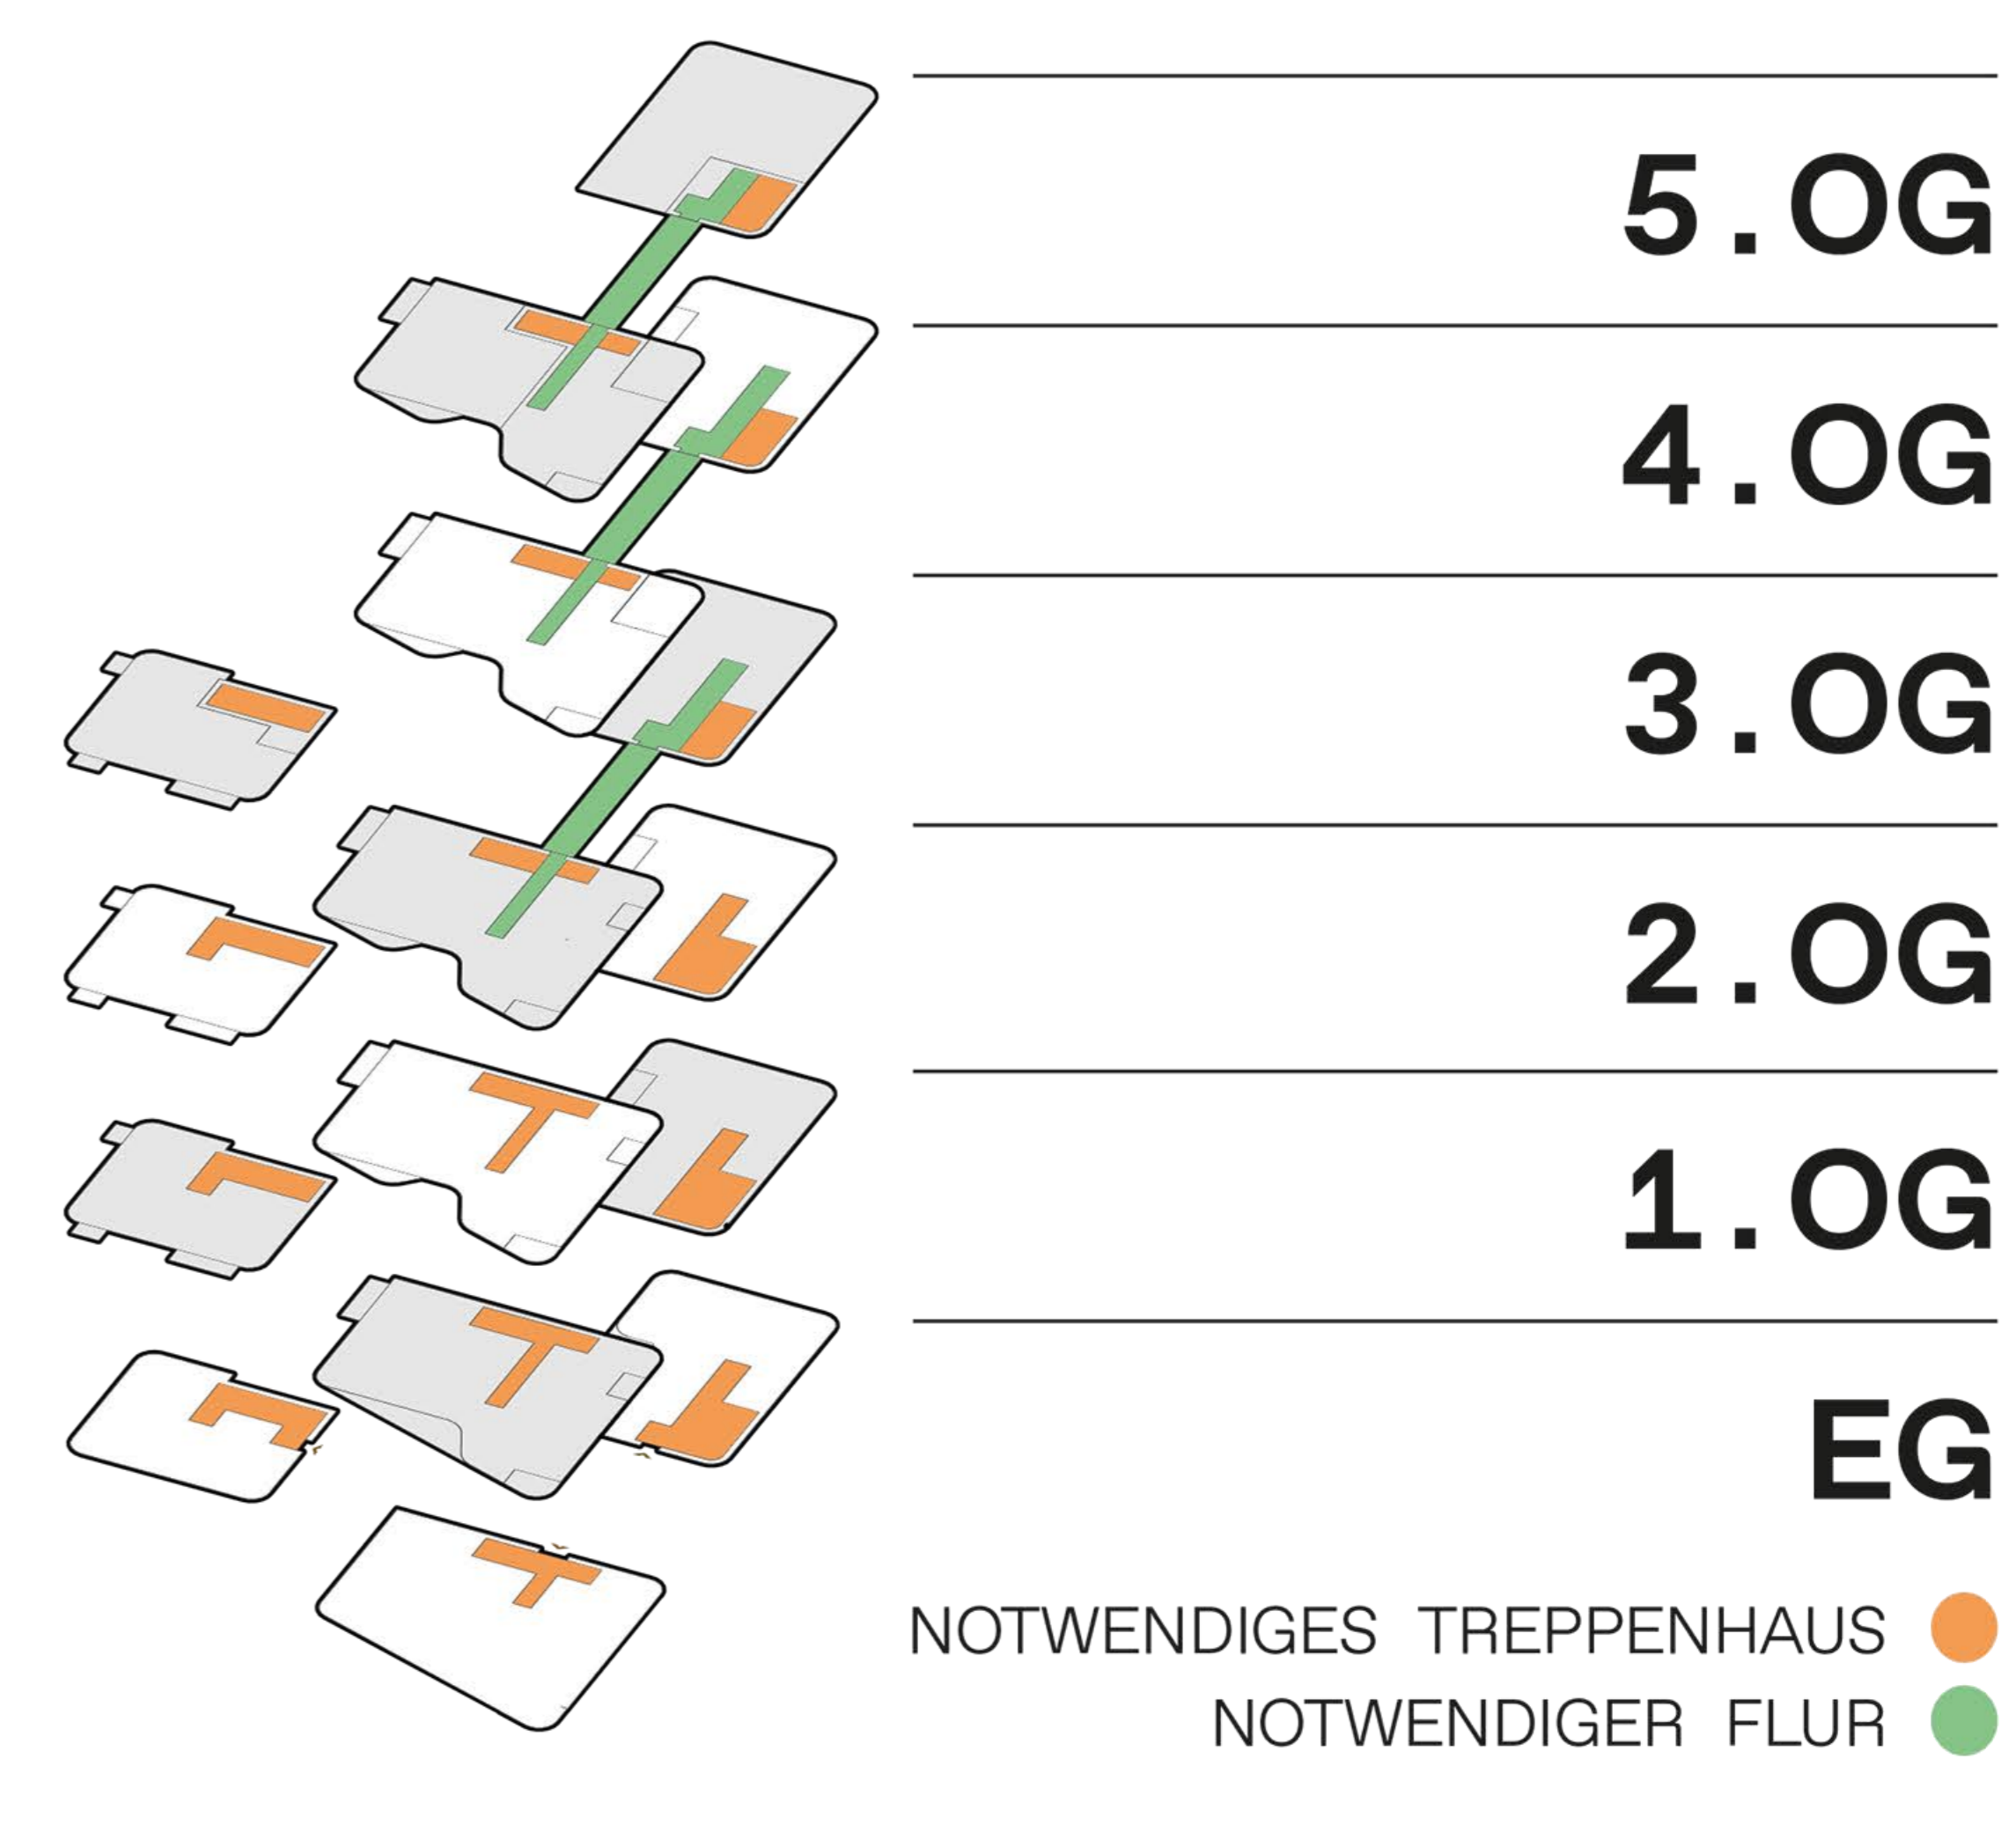 5.OG
4.OG
3.OG
2.OG
1.OG
EG
NOTWENDIGES TREPPENHAUS
NOTWENDIGER FLUR